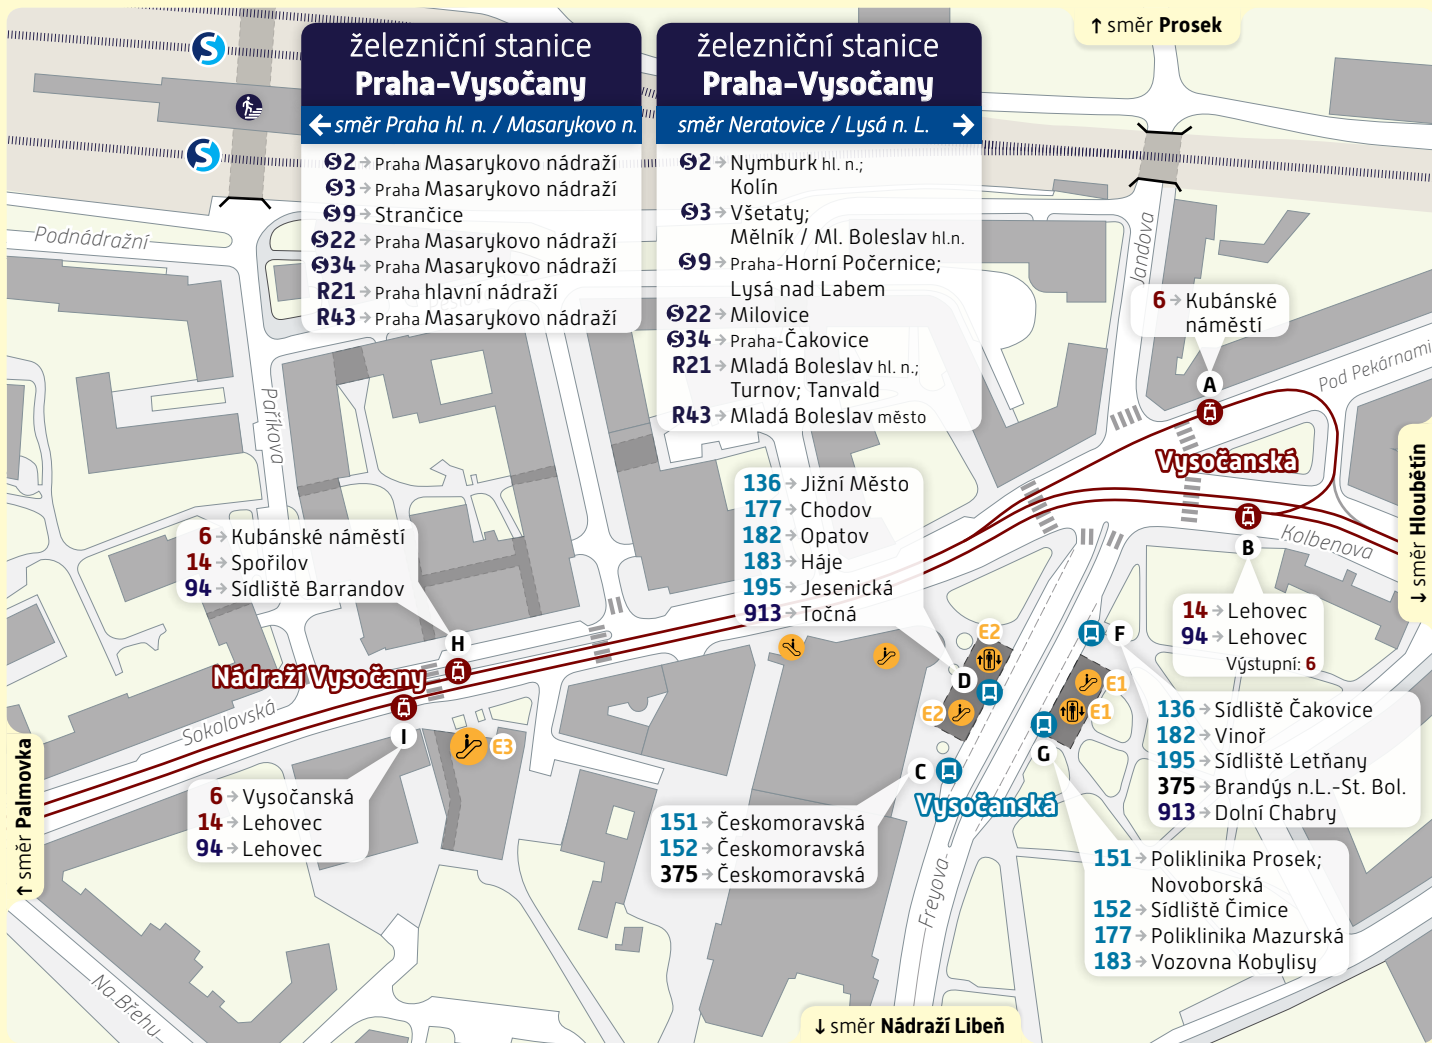 železniční stanice
Praha-Vysočany
← směr Praha hl. n. / Masarykovo n.
S2 → Praha Masarykovo nádraží
S3 → Praha Masarykovo nádraží
S9 → Strančice
S22 → Praha Masarykovo nádraží
S34 → Praha Masarykovo nádraží
R21 → Praha hlavní nádraží
R43 → Praha Masarykovo nádraží
železniční stanice
Praha-Vysočany
směr Neratovice / Lysá n. L. →
S2 → Nymburk hl. n.;
Kolín
S3 → Všetaty;
Mělník / Ml. Boleslav hl.n.
S9 → Praha-Horní Počernice;
Lysá nad Labem
S22 → Milovice
S34 → Praha-Čakovice
R21 → Mladá Boleslav hl. n.;
Turnov; Tanvald
R43 → Mladá Boleslav město
↑ směr Prosek
S
S
Podnádražní
Paříkova
Jandova
6 → Kubánské
náměstí
A
Pod Pekárnami
Vysočanská
B
Kolbenova
↓ směr Hloubětín
14 → Lehovec
94 → Lehovec
Výstupní: 6
136 → Jižní Město
177 → Chodov
182 → Opatov
183 → Háje
195 → Jesenická
913 → Točná
6 → Kubánské náměstí
14 → Spořilov
94 → Sídliště Barrandov
H
Nádraží Vysočany
Sokolovská
I
E3
6 → Vysočanská
14 → Lehovec
94 → Lehovec
↑ směr Palmovka
E2
D
E2
F
E1
E1
G
C
Vysočanská
136 → Sídliště Čakovice
182 → Vinoř
195 → Sídliště Letňany
375 → Brandýs n.L.-St. Bol.
913 → Dolní Chabry
151 → Českomoravská
152 → Českomoravská
375 → Českomoravská
151 → Poliklinika Prosek;
Novoborská
152 → Sídliště Čimice
177 → Poliklinika Mazurská
183 → Vozovna Kobylisy
Freyova
Na Břehu
↓ směr Nádraží Libeň